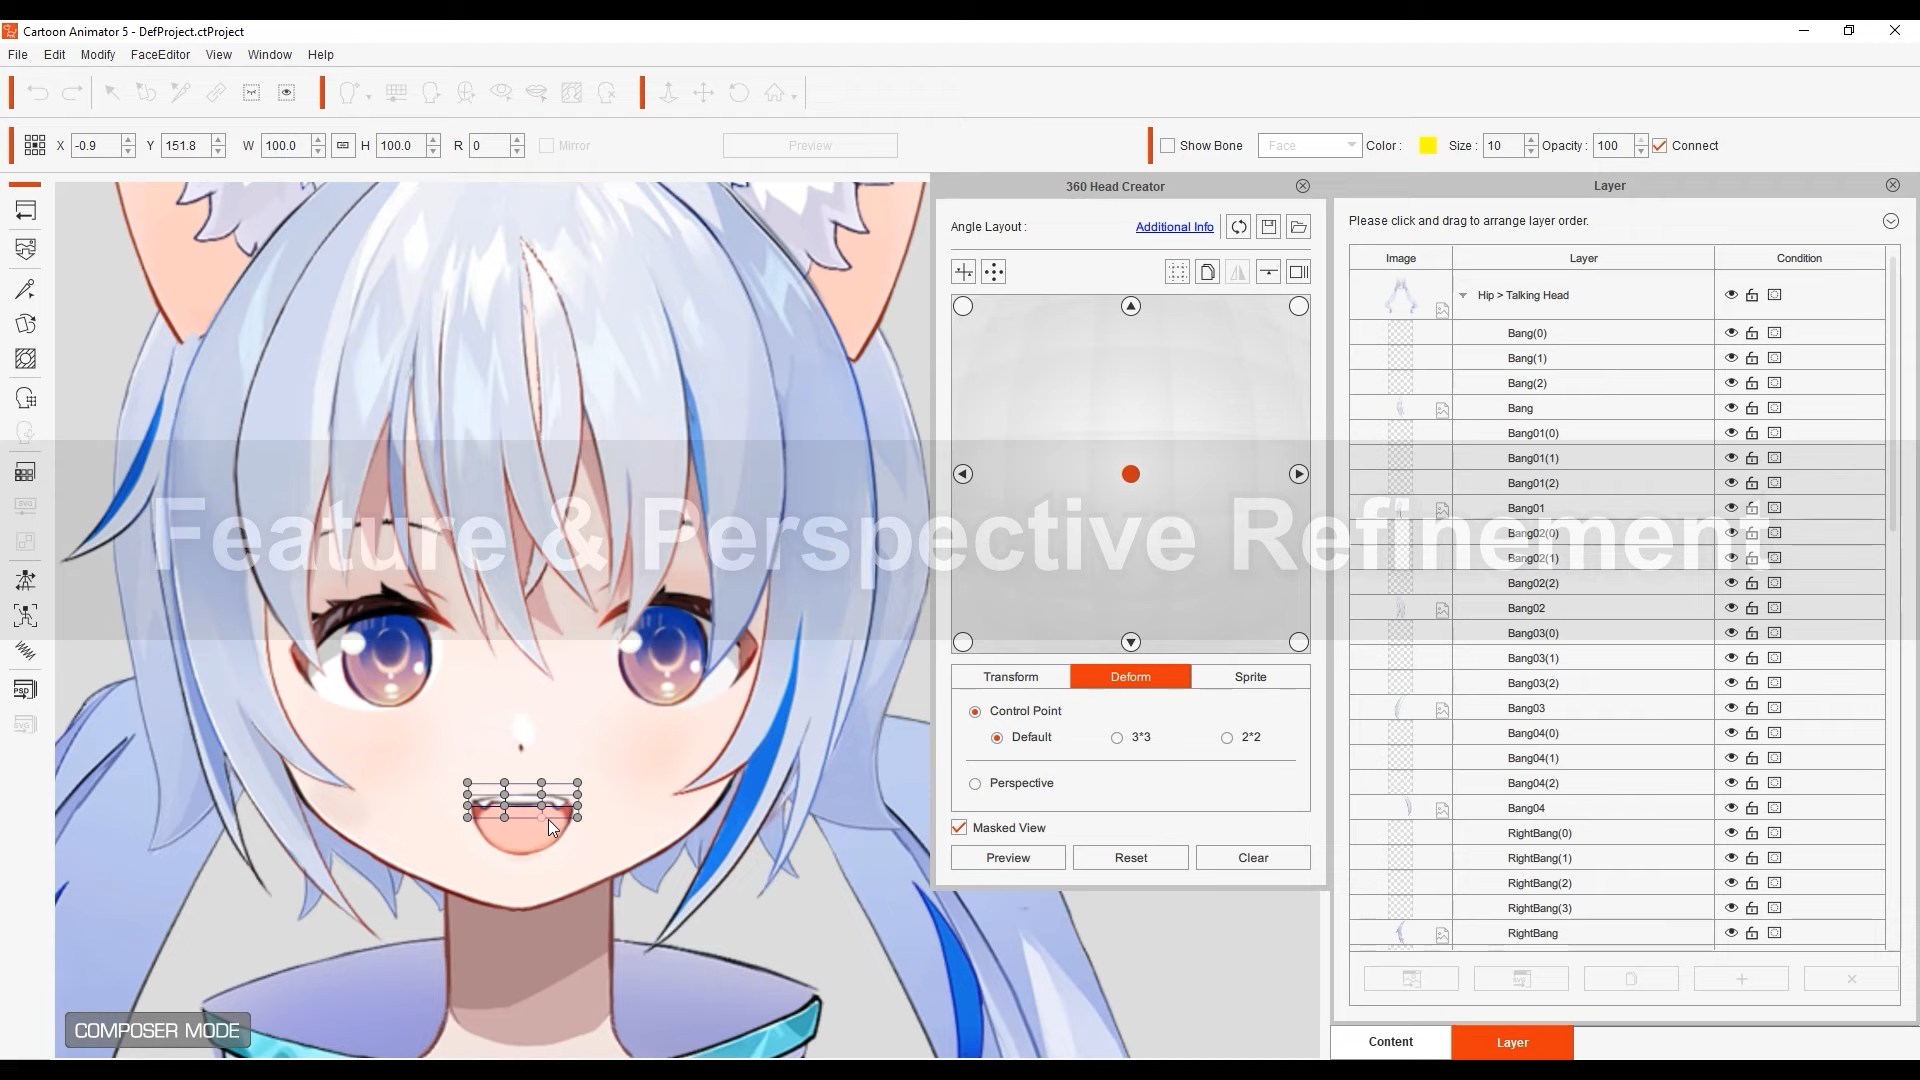 Cartoon Animator 5 - DefProject.ctProject
File Edit Modify FaceEditor View Window Help
X -0.9 Y 151.8 W 100.0 H 100.0 R 0 Mirror Preview Show Bone Face Color : Size : 10 Opacity : 100 Connect
360 Head Creator
Angle Layout : Additional Info
Transform Deform Sprite
Control Point
Default 3*3 2*2
Perspective
Masked View
Preview Reset Clear
Layer
Please click and drag to arrange layer order.
Image Layer Condition
Hip > Talking Head
Bang(0)
Bang(1)
Bang(2)
Bang
Bang01(0)
Bang01(1)
Bang01(2)
Bang01
Bang02(0)
Bang02(1)
Bang02(2)
Bang02
Bang03(0)
Bang03(1)
Bang03(2)
Bang03
Bang04(0)
Bang04(1)
Bang04(2)
Bang04
RightBang(0)
RightBang(1)
RightBang(2)
RightBang(3)
RightBang
Content Layer
Feature & Perspective Refinement
COMPOSER MODE
PSD
SVG